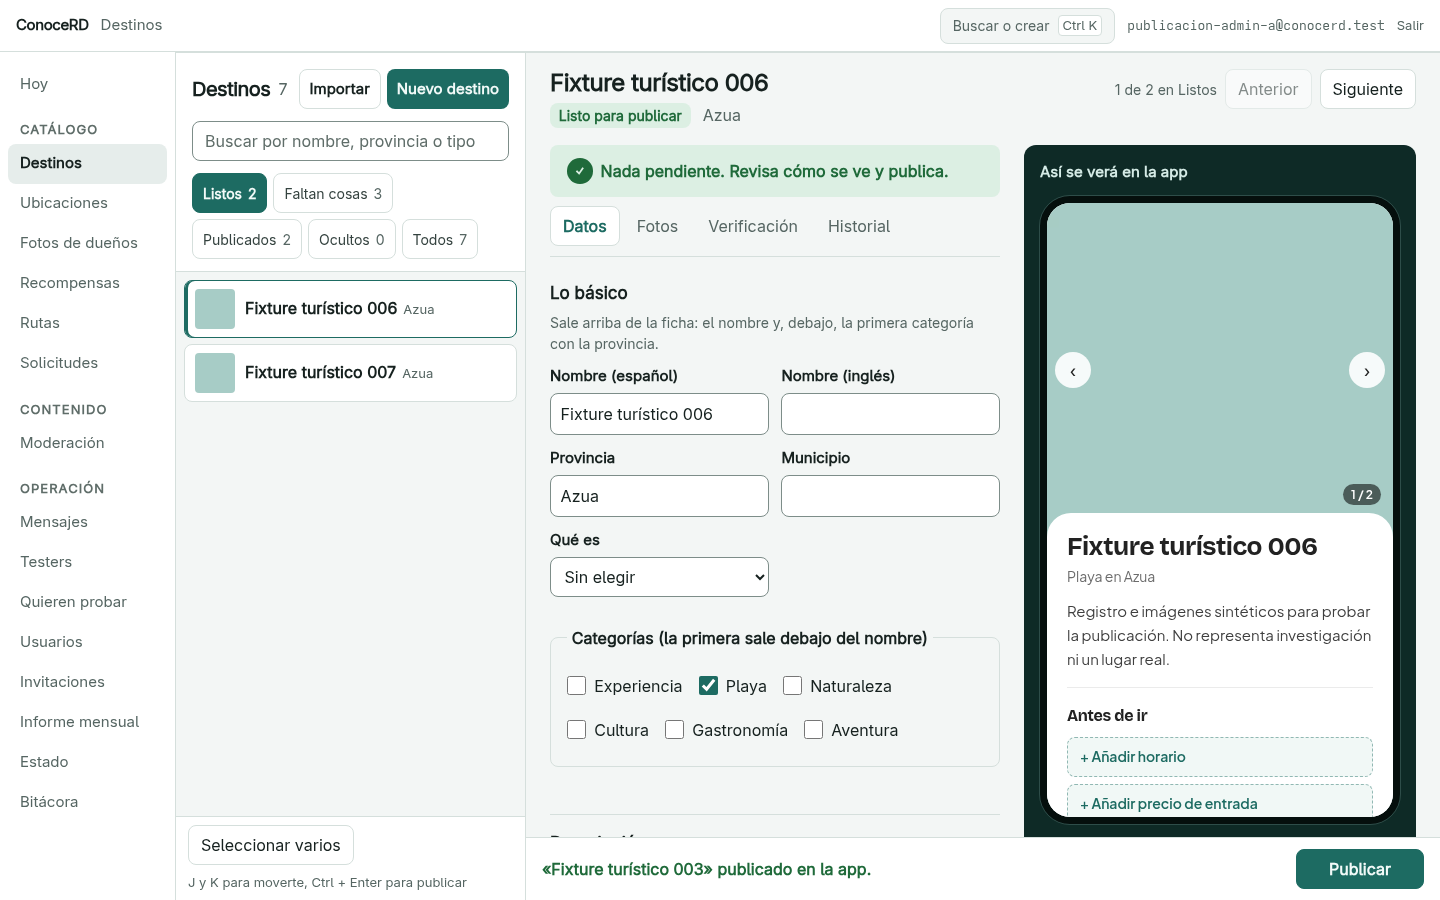 ConoceRD Destinos
Buscar o crear Ctrl K
publicacion-admin-a@conocerd.test
Salir
Hoy
CATÁLOGO
Destinos
Ubicaciones
Fotos de dueños
Recompensas
Rutas
Solicitudes
CONTENIDO
Moderación
OPERACIÓN
Mensajes
Testers
Quieren probar
Usuarios
Invitaciones
Informe mensual
Estado
Bitácora
Destinos 7
Importar
Nuevo destino
Buscar por nombre, provincia o tipo
Listos 2
Faltan cosas 3
Publicados 2
Ocultos 0
Todos 7
Fixture turístico 006 Azua
Fixture turístico 007 Azua
Seleccionar varios
J y K para moverte, Ctrl + Enter para publicar
Fixture turístico 006
Listo para publicar Azua
1 de 2 en Listos
Anterior
Siguiente
Nada pendiente. Revisa cómo se ve y publica.
Datos
Fotos
Verificación
Historial
Lo básico
Sale arriba de la ficha: el nombre y, debajo, la primera categoría
con la provincia.
Nombre (español)
Nombre (inglés)
Fixture turístico 006
Provincia
Municipio
Azua
Qué es
Sin elegir
Categorías (la primera sale debajo del nombre)
Experiencia
Playa
Naturaleza
Cultura
Gastronomía
Aventura
Así se verá en la app
‹
›
1 / 2
Fixture turístico 006
Playa en Azua
Registro e imágenes sintéticos para probar
la publicación. No representa investigación
ni un lugar real.
Antes de ir
+ Añadir horario
+ Añadir precio de entrada
«Fixture turístico 003» publicado en la app.
Publicar